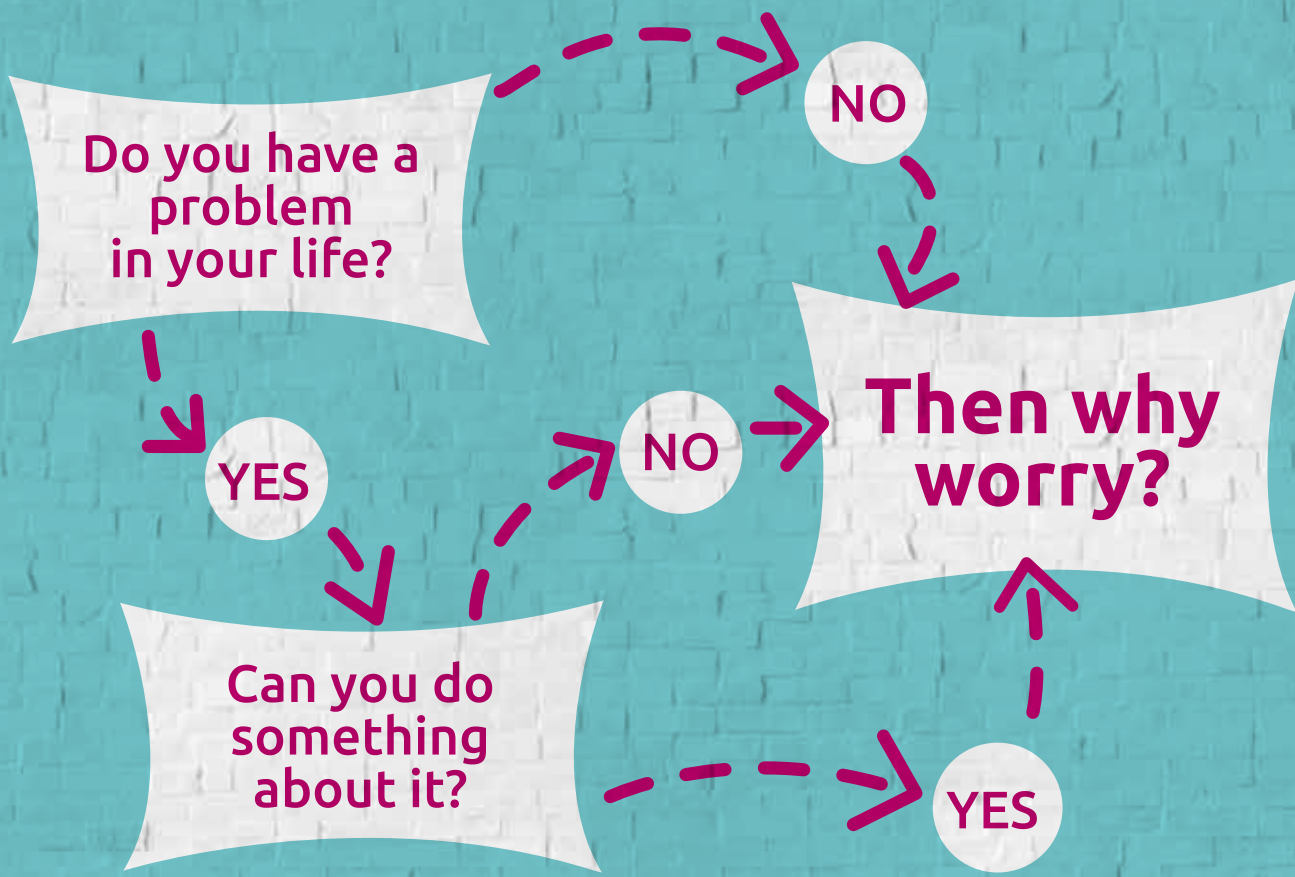 Do you have a
problem
in your life?
NO
YES
NO
Then why
worry?
Can you do
something
about it?
YES